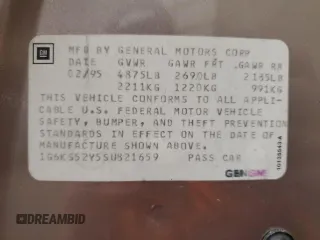 GM
MFD BY GENERAL MOTORS CORP
DATE GVWR GAWR FRT GAWR RR
02/95 4875LB 2690LB 2185LB
2211KG 1220KG 991KG
THIS VEHICLE CONFORMS TO ALL APPLI-
CABLE U.S. FEDERAL MOTOR VEHICLE
SAFETY, BUMPER, AND THEFT PREVENTION
STANDARDS IN EFFECT ON THE DATE OF
MANUFACTURE SHOWN ABOVE.
1G6KS52Y5SU821659 PASS CAR
DREAMBID